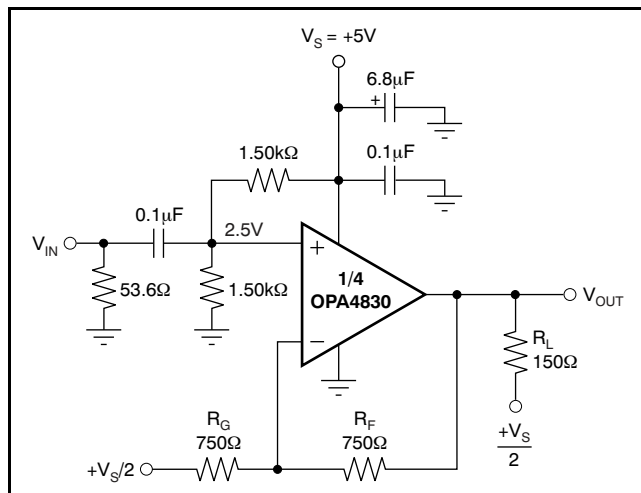 V_S = +5V
6.8µF
+
1.50kΩ
0.1µF
0.1µF
V_IN
2.5V
+
53.6Ω
1.50kΩ
1/4
OPA4830
−
V_OUT
R_L
150Ω
+V_S
2
R_G
750Ω
R_F
750Ω
+V_S/2